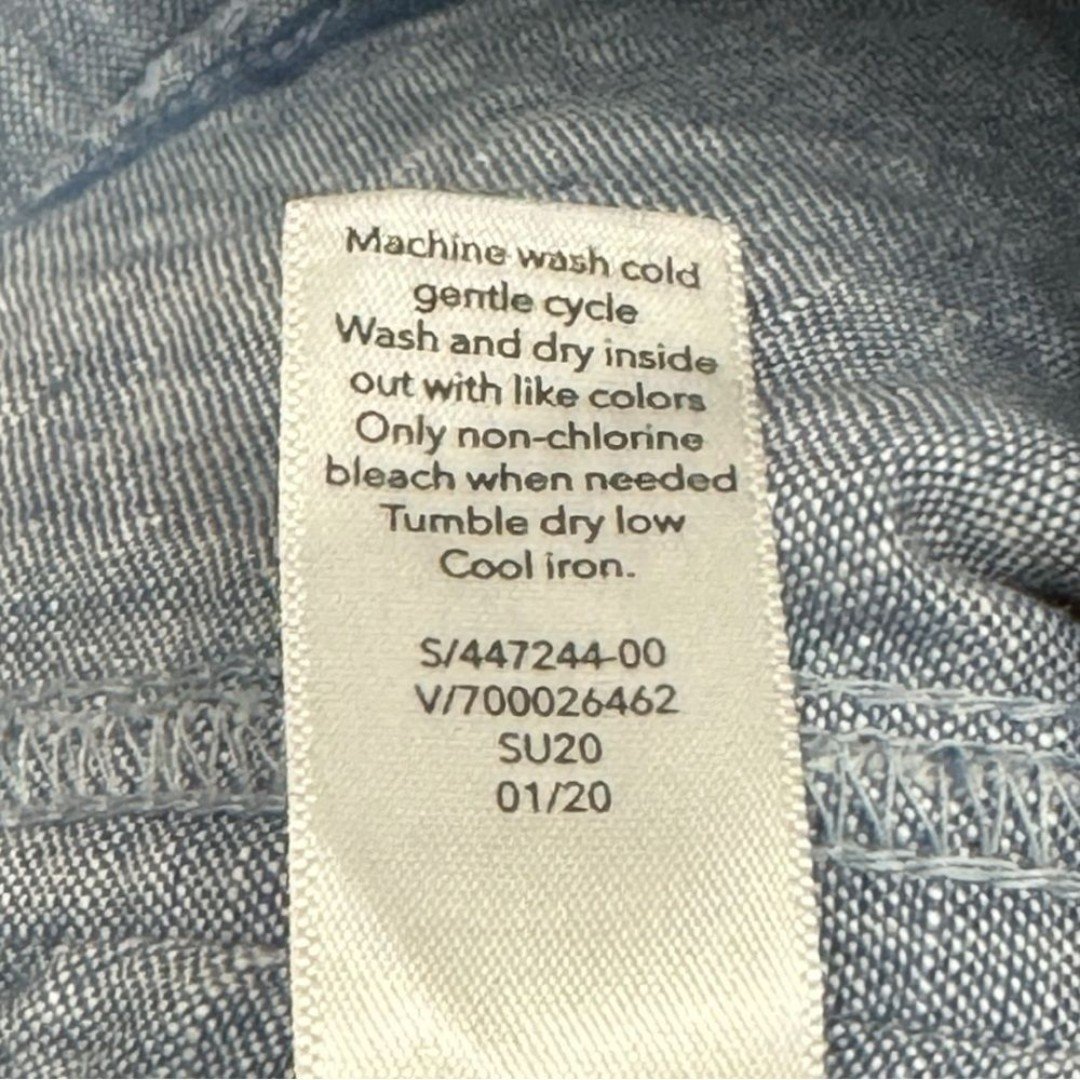 Machine wash cold
gentle cycle
Wash and dry inside
out with like colors
Only non-chlorine
bleach when needed
Tumble dry low
Cool iron.
S/447244-00
V/700026462
SU20
01/20